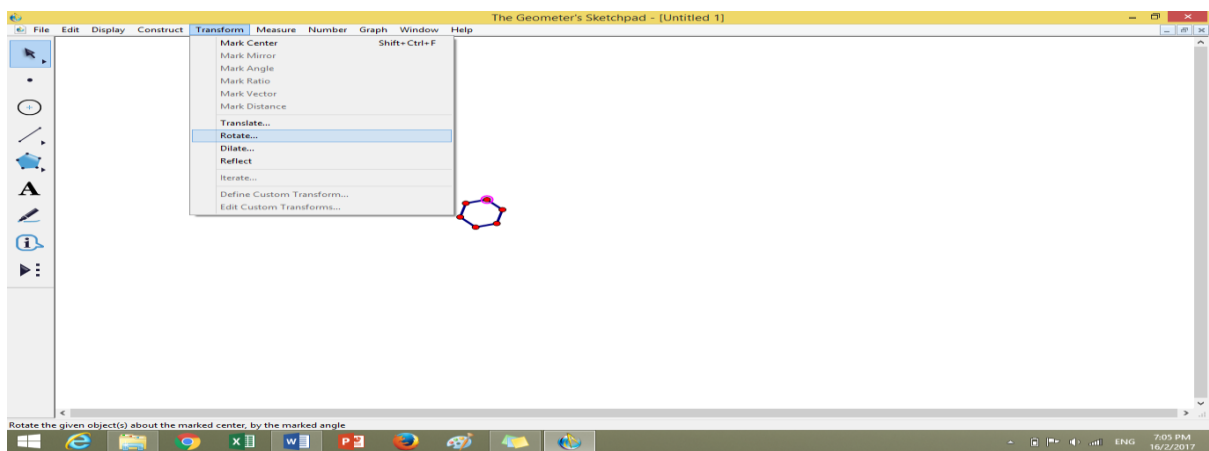 The Geometer's Sketchpad - [Untitled 1]
File Edit Display Construct Transform Measure Number Graph Window Help
Mark Center Shift+Ctrl+F
Mark Mirror
Mark Angle
Mark Ratio
Mark Vector
Mark Distance
Translate...
Rotate...
Dilate...
Reflect
Iterate...
Define Custom Transform...
Edit Custom Transforms...
A
i
Rotate the given object(s) about the marked center, by the marked angle
ENG 7:05 PM
16/2/2017